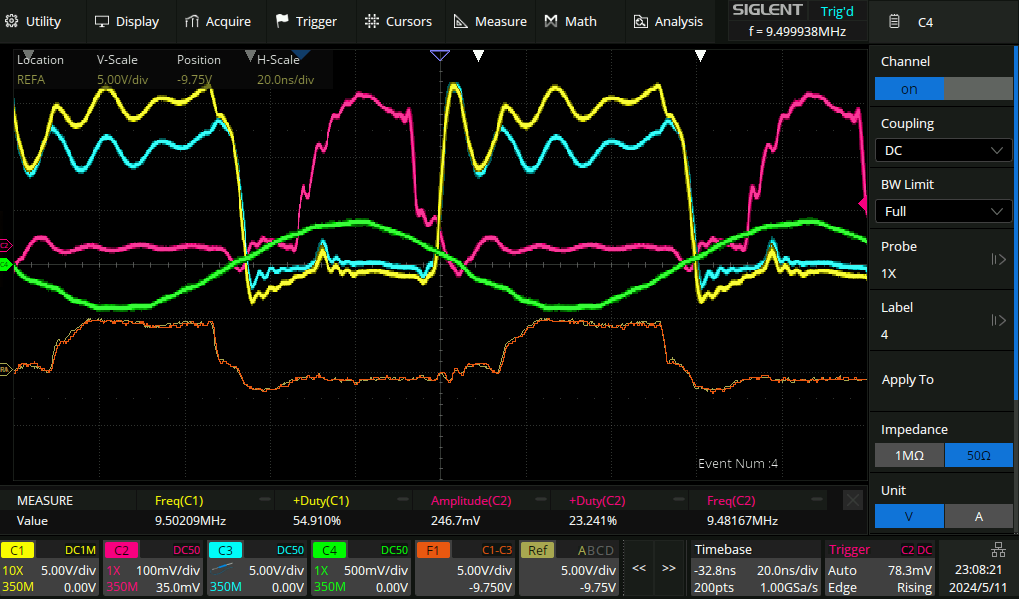 Utility Display Acquire Trigger Cursors Measure Math Analysis SIGLENT Trig'd C4
f = 9.499938MHz
Location V-Scale Position H-Scale
REFA 5.00V/div -9.75V 20.0ns/div
Channel
on
Coupling
DC
BW Limit
Full
Probe
1X
Label
4
Apply To
Impedance
1MΩ 50Ω
Unit
V A
C2
RA
Event Num :4
MEASURE Freq(C1) +Duty(C1) Amplitude(C2) +Duty(C2) Freq(C2)
Value 9.50209MHz 54.910% 246.7mV 23.241% 9.48167MHz
C1 DC1M C2 DC50 C3 DC50 C4 DC50 F1 C1-C3 Ref ABCD Timebase Trigger C2 DC
10X 5.00V/div 1X 100mV/div 5.00V/div 1X 500mV/div 5.00V/div 5.00V/div << >> -32.8ns 20.0ns/div Auto 78.3mV 23:08:21
350M 0.00V 350M 35.0mV 350M 0.00V 350M 0.00V -9.750V -9.75V 200pts 1.00GSa/s Edge Rising 2024/5/11